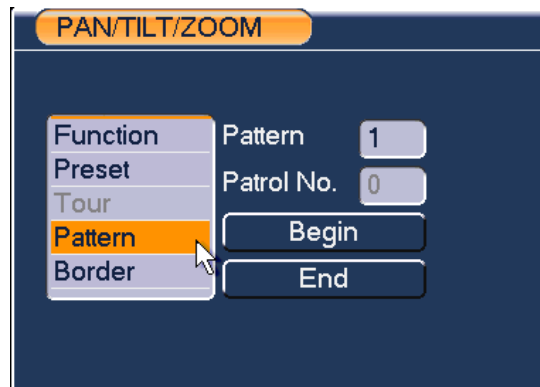 PAN/TILT/ZOOM
Function
Preset
Tour
Pattern
Border
Pattern 1
Patrol No. 0
Begin
End